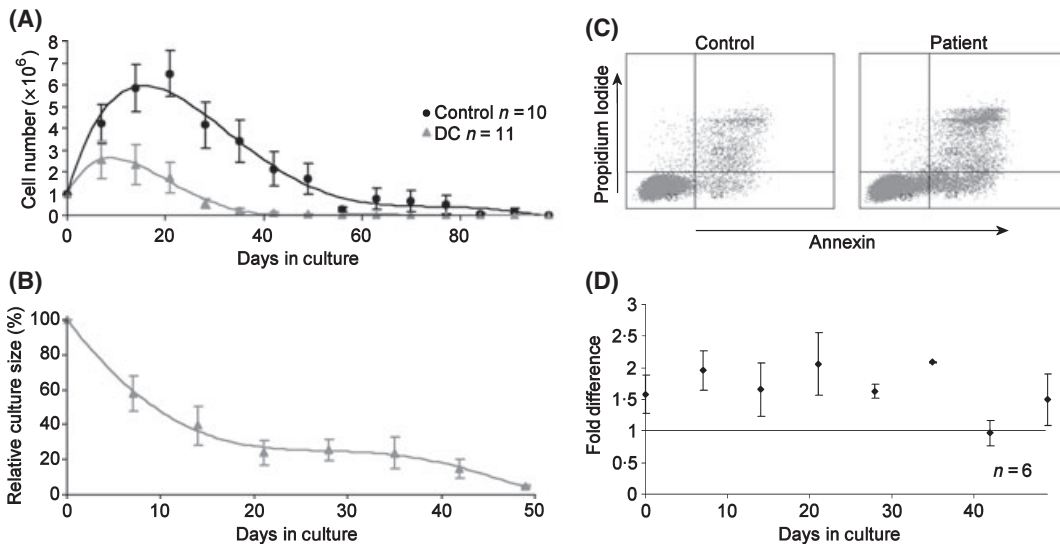 (A)
Cell number (× 10⁶)
8
7
6
5
4
3
2
1
0
0 20 40 60 80
Days in culture
Control n = 10
DC n = 11
(B)
Relative culture size (%)
100
80
60
40
20
0
0 10 20 30 40 50
Days in culture
(C)
Control
Patient
Propidium Iodide
Annexin
(D)
Fold difference
3
2·5
2
1·5
1
0·5
0
0 10 20 30 40
Days in culture
n = 6